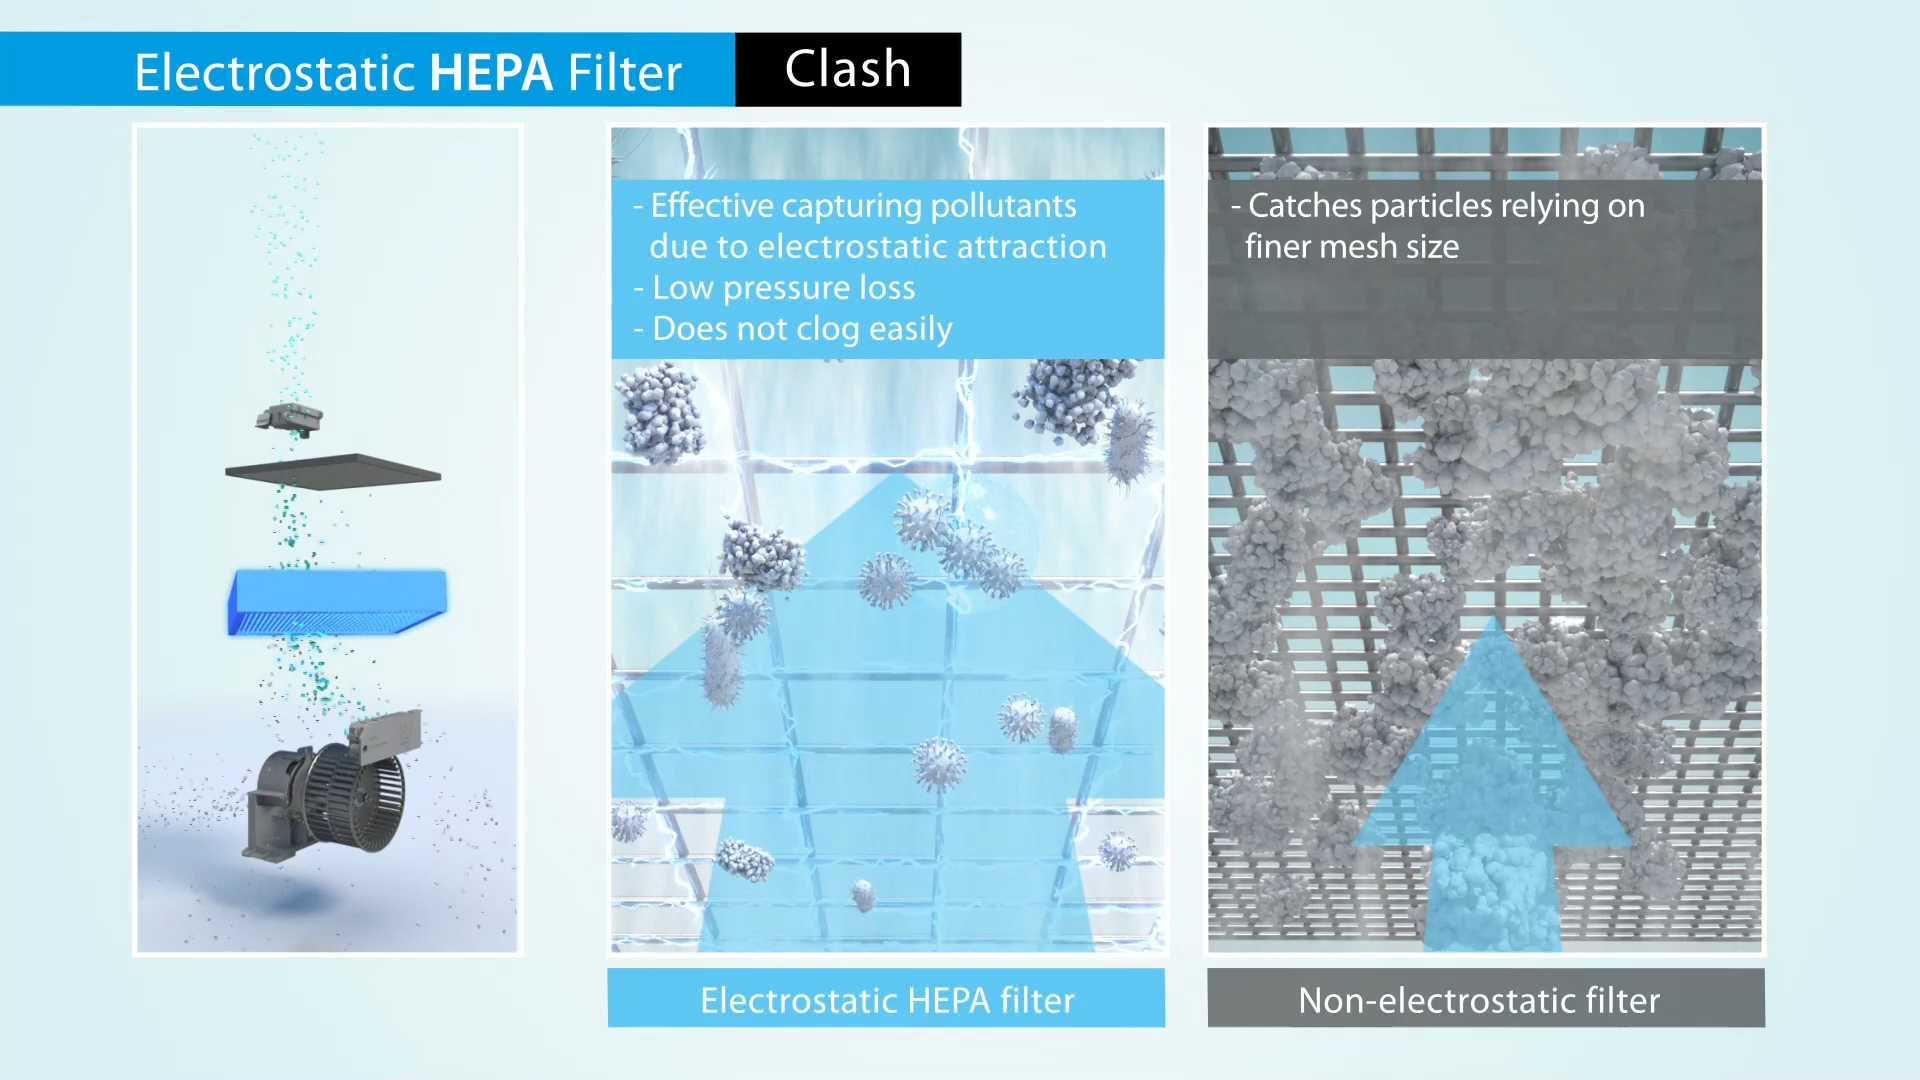 Electrostatic HEPA Filter
Clash
- Effective capturing pollutants
due to electrostatic attraction
- Low pressure loss
- Does not clog easily
- Catches particles relying on
finer mesh size
Electrostatic HEPA filter
Non-electrostatic filter